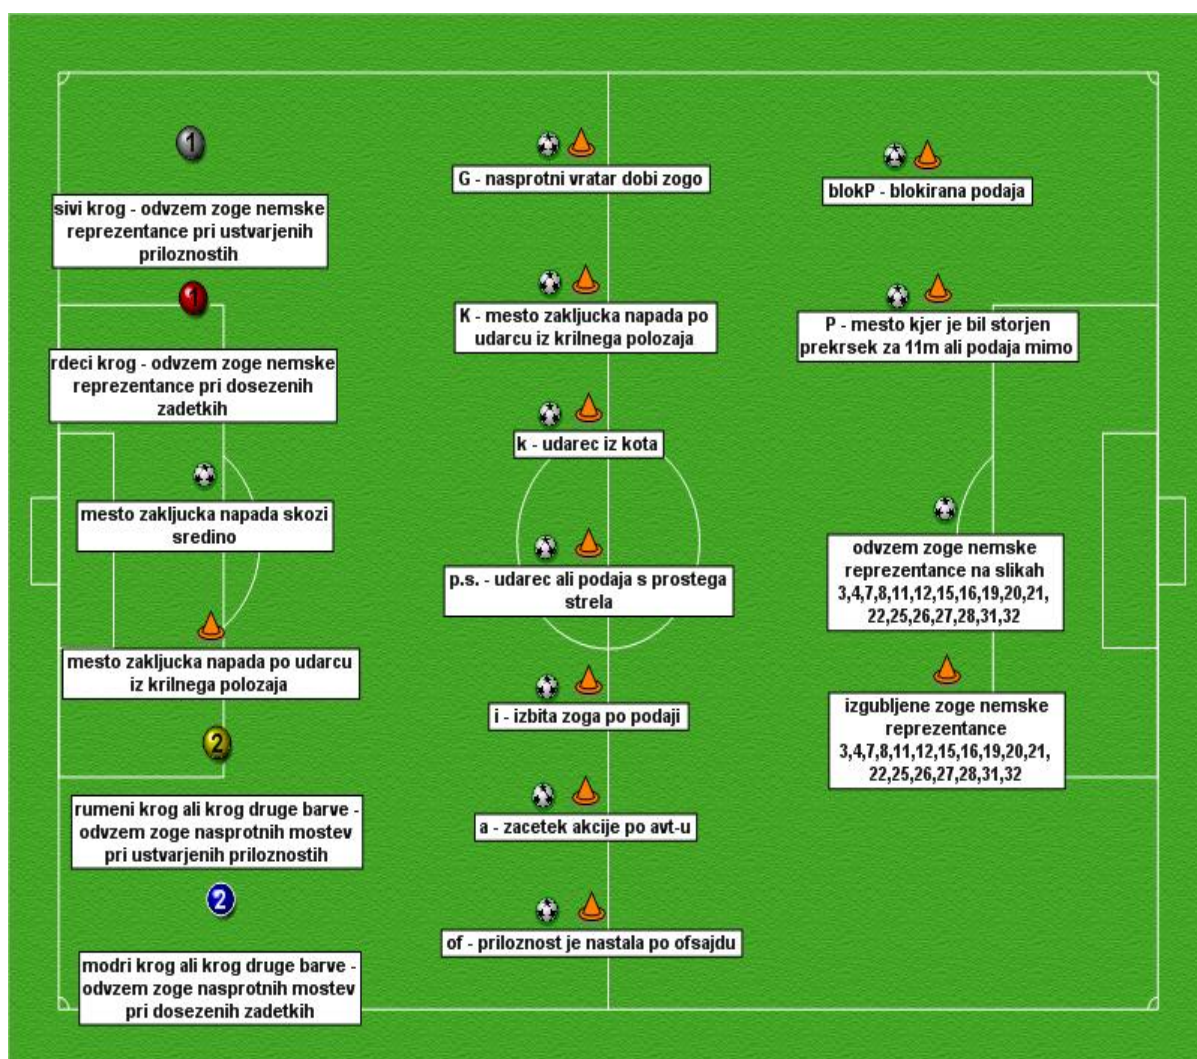 1
sivi krog - odvzem zoge nemske
reprezentance pri ustvarjenih
priloznostih
1
rdeci krog - odvzem zoge nemske
reprezentance pri dosezenih
zadetkih
mesto zakljucka napada skozi
sredino
mesto zakljucka napada po udarcu
iz krilnega polozaja
2
rumeni krog ali krog druge barve -
odvzem zoge nasprotnih mostev
pri ustvarjenih priloznostih
2
modri krog ali krog druge barve -
odvzem zoge nasprotnih mostev
pri dosezenih zadetkih
G - nasprotni vratar dobi zogo
K - mesto zakljucka napada po
udarcu iz krilnega polozaja
k - udarec iz kota
p.s. - udarec ali podaja s prostega
strela
i - izbita zoga po podaji
a - zacetek akcije po avt-u
of - priloznost je nastala po ofsajdu
blokP - blokirana podaja
P - mesto kjer je bil storjen
prekrsek za 11m ali podaja mimo
odvzem zoge nemske
reprezentance na slikah
3,4,7,8,11,12,15,16,19,20,21,
22,25,26,27,28,31,32
izgubljene zoge nemske
reprezentance
3,4,7,8,11,12,15,16,19,20,21,
22,25,26,27,28,31,32